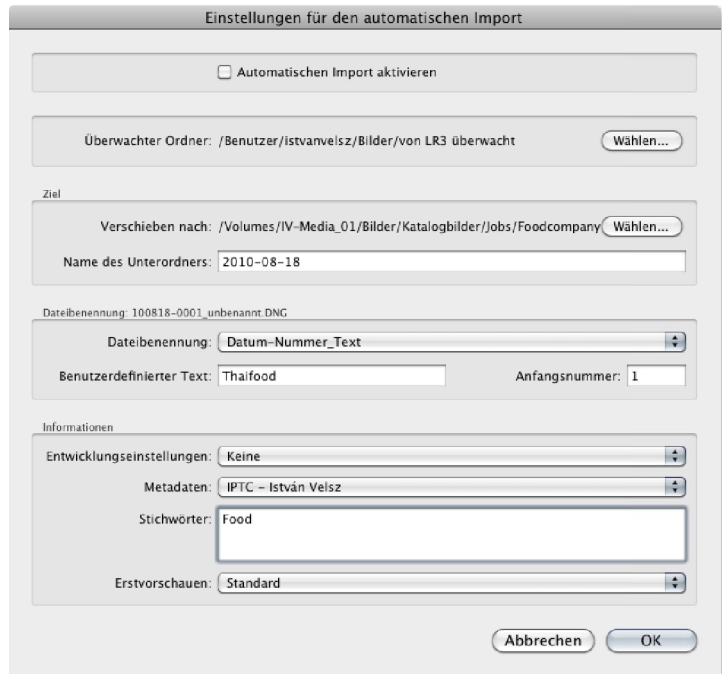 Einstellungen für den automatischen Import
Automatischen Import aktivieren
Überwachter Ordner: /Benutzer/istvanvelsz/Bilder/von LR3 überwacht Wählen...
Ziel
Verschieben nach: /Volumes/IV-Media_01/Bilder/Katalogbilder/Jobs/Foodcompany Wählen...
Name des Unterordners: 2010-08-18
Dateibenennung: 100818-0001_unbenannt.DNG
Dateibenennung: Datum-Nummer_Text
Benutzerdefinierter Text: Thaifood Anfangsnummer: 1
Informationen
Entwicklungseinstellungen: Keine
Metadaten: IPTC – István Velsz
Stichwörter: Food
Erstvorschauen: Standard
Abbrechen OK